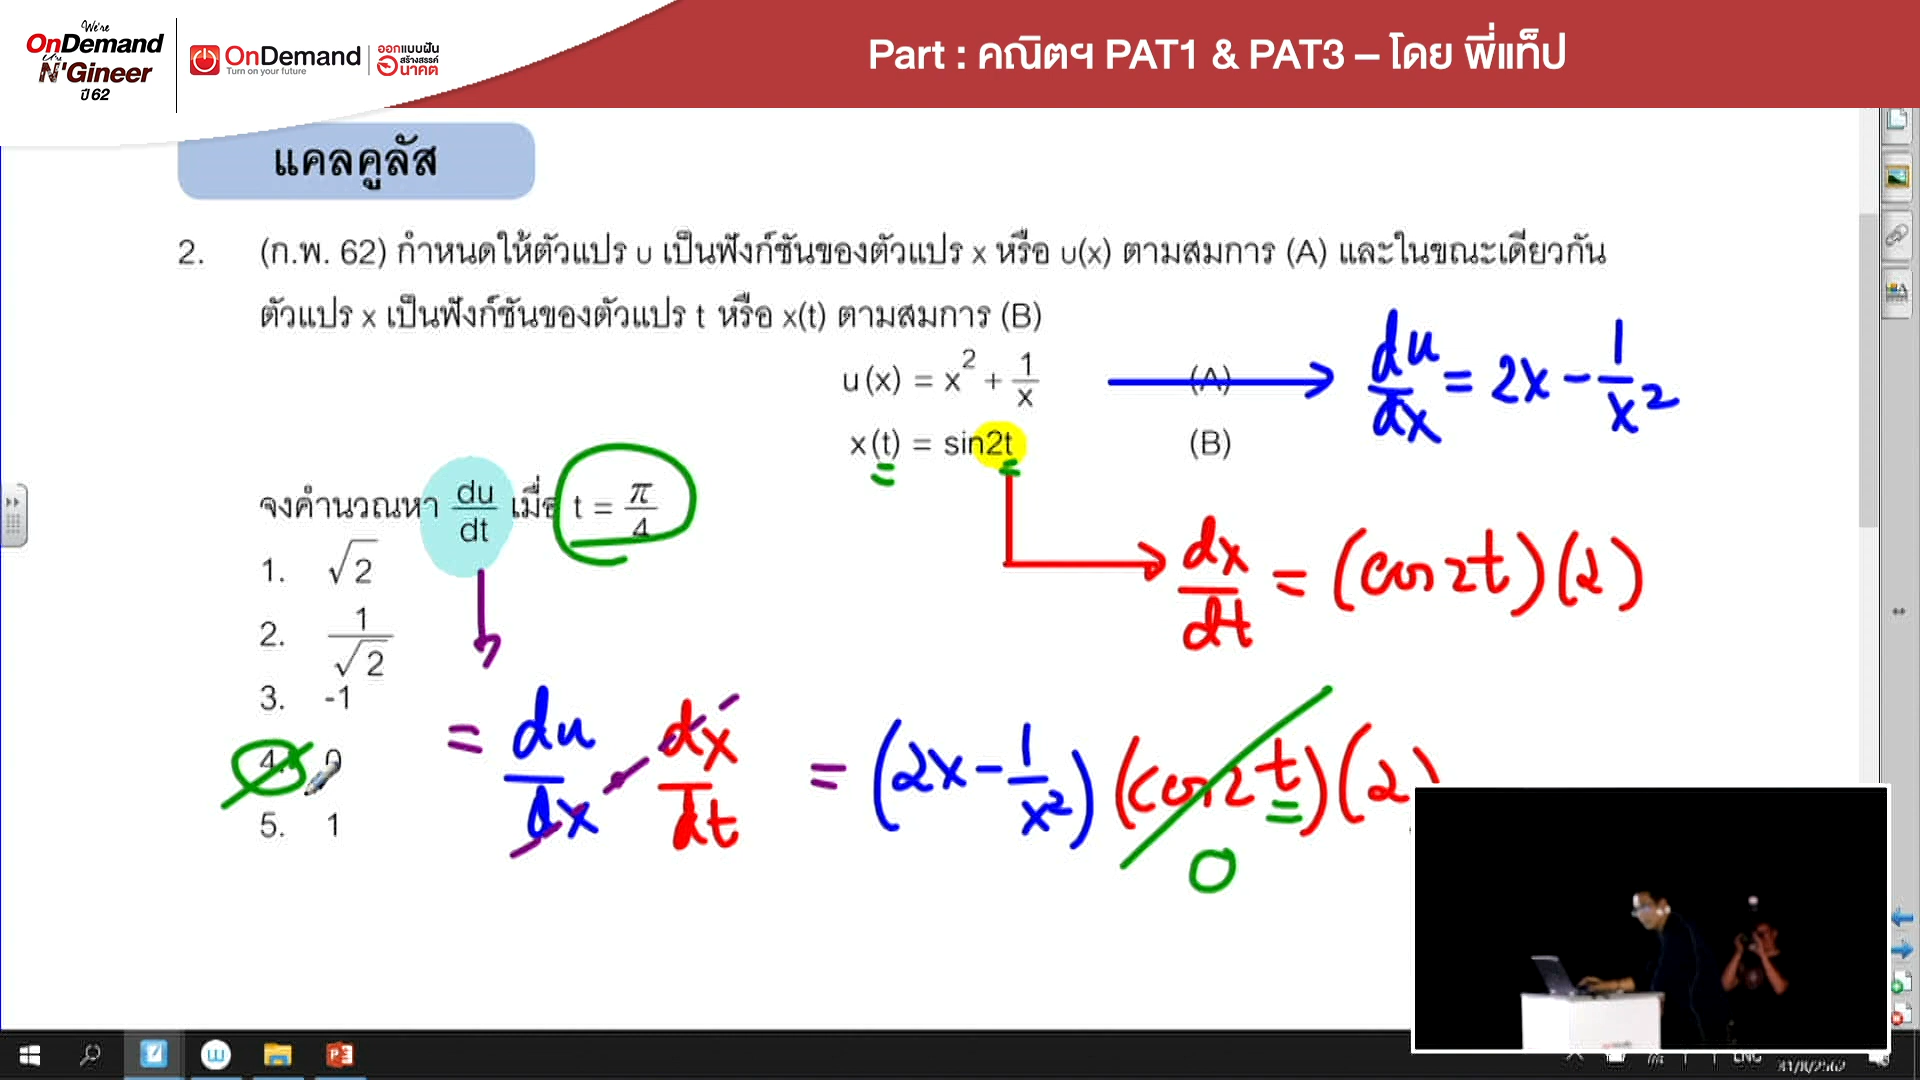 We're
OnDemand
Un
N'Gineer
ปี 62
OnDemand
Turn on your future
ออกแบบฝัน
สร้างสรรค์
อนาคต
Part : คณิตฯ PAT1 & PAT3 – โดย พี่แท็ป
แคลคูลัส
2. (ก.พ. 62) กำหนดให้ตัวแปร u เป็นฟังก์ชันของตัวแปร x หรือ u(x) ตามสมการ (A) และในขณะเดียวกัน
ตัวแปร x เป็นฟังก์ชันของตัวแปร t หรือ x(t) ตามสมการ (B)
u(x) = x² + 1/x (A) → du/dx = 2x - 1/x²
x(t) = sin2t (B)
จงคำนวณหา du/dt เมื่อ t = π/4
dx/dt = (cos2t)(2)
1. √2
2. 1/√2
3. -1
4. 0
5. 1
= du/dx · dx/dt = (2x - 1/x²)(cos2t)(2)
0
ENG
31/8/2562